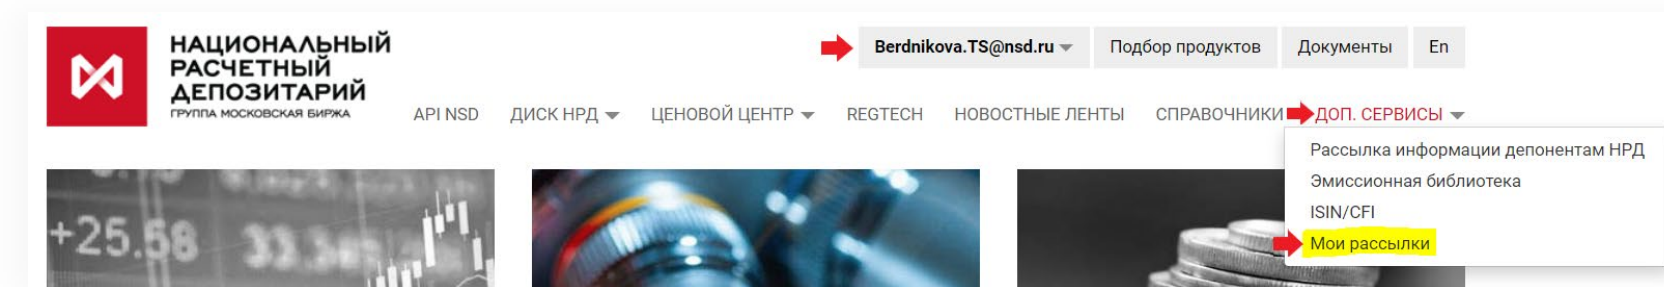 НАЦИОНАЛЬНЫЙ
РАСЧЕТНЫЙ
ДЕПОЗИТАРИЙ
ГРУППА МОСКОВСКАЯ БИРЖА
Berdnikova.TS@nsd.ru Подбор продуктов Документы En
API NSD ДИСК НРД ЦЕНОВОЙ ЦЕНТР REGTECH НОВОСТНЫЕ ЛЕНТЫ СПРАВОЧНИКИ ДОП. СЕРВИСЫ
Рассылка информации депонентам НРД
Эмиссионная библиотека
ISIN/CFI
Мои рассылки
+25.58